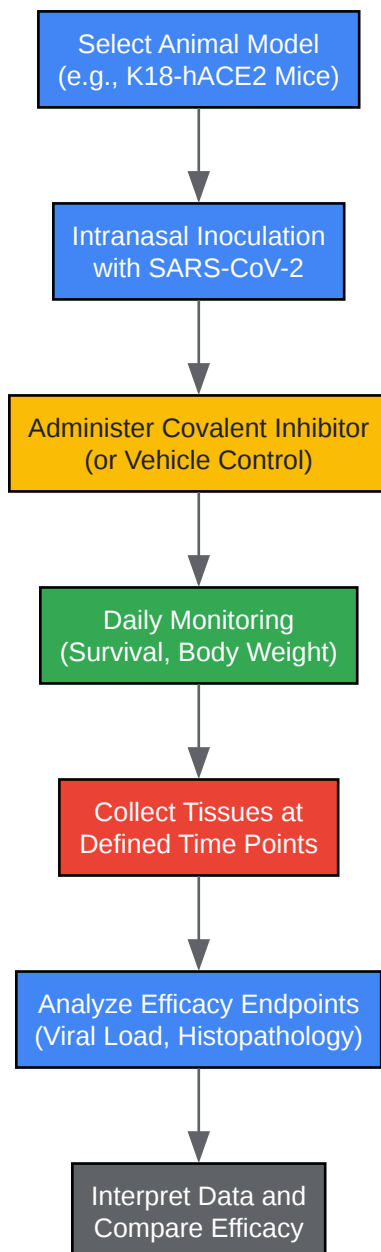 Select Animal Model
(e.g., K18-hACE2 Mice)
Intranasal Inoculation
with SARS-CoV-2
Administer Covalent Inhibitor
(or Vehicle Control)
Daily Monitoring
(Survival, Body Weight)
Collect Tissues at
Defined Time Points
Analyze Efficacy Endpoints
(Viral Load, Histopathology)
Interpret Data and
Compare Efficacy